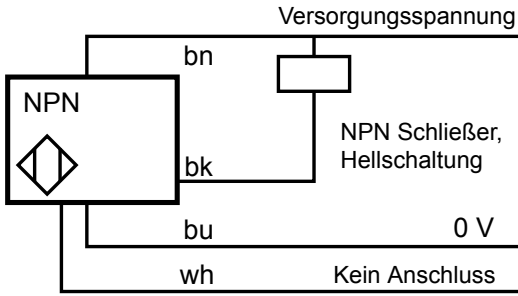 Versorgungsspannung
bn
NPN
NPN Schließer,
Hellschaltung
bk
bu
0 V
wh
Kein Anschluss